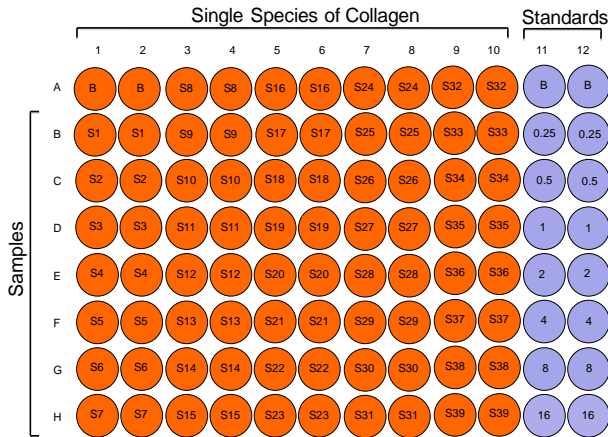 Single Species of Collagen Standards
1 2 3 4 5 6 7 8 9 10 11 12
A B B S8 S8 S16 S16 S24 S24 S32 S32 B B
B S1 S1 S9 S9 S17 S17 S25 S25 S33 S33 0.25 0.25
C S2 S2 S10 S10 S18 S18 S26 S26 S34 S34 0.5 0.5
D S3 S3 S11 S11 S19 S19 S27 S27 S35 S35 1 1
E S4 S4 S12 S12 S20 S20 S28 S28 S36 S36 2 2
F S5 S5 S13 S13 S21 S21 S29 S29 S37 S37 4 4
G S6 S6 S14 S14 S22 S22 S30 S30 S38 S38 8 8
H S7 S7 S15 S15 S23 S23 S31 S31 S39 S39 16 16
Samples